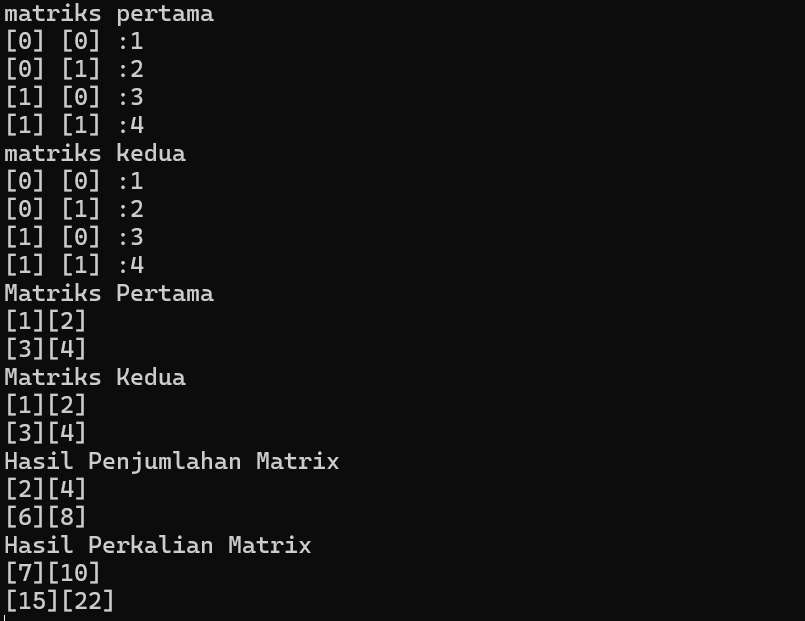 matriks pertama
[0] [0] :1
[0] [1] :2
[1] [0] :3
[1] [1] :4
matriks kedua
[0] [0] :1
[0] [1] :2
[1] [0] :3
[1] [1] :4
Matriks Pertama
[1][2]
[3][4]
Matriks Kedua
[1][2]
[3][4]
Hasil Penjumlahan Matrix
[2][4]
[6][8]
Hasil Perkalian Matrix
[7][10]
[15][22]